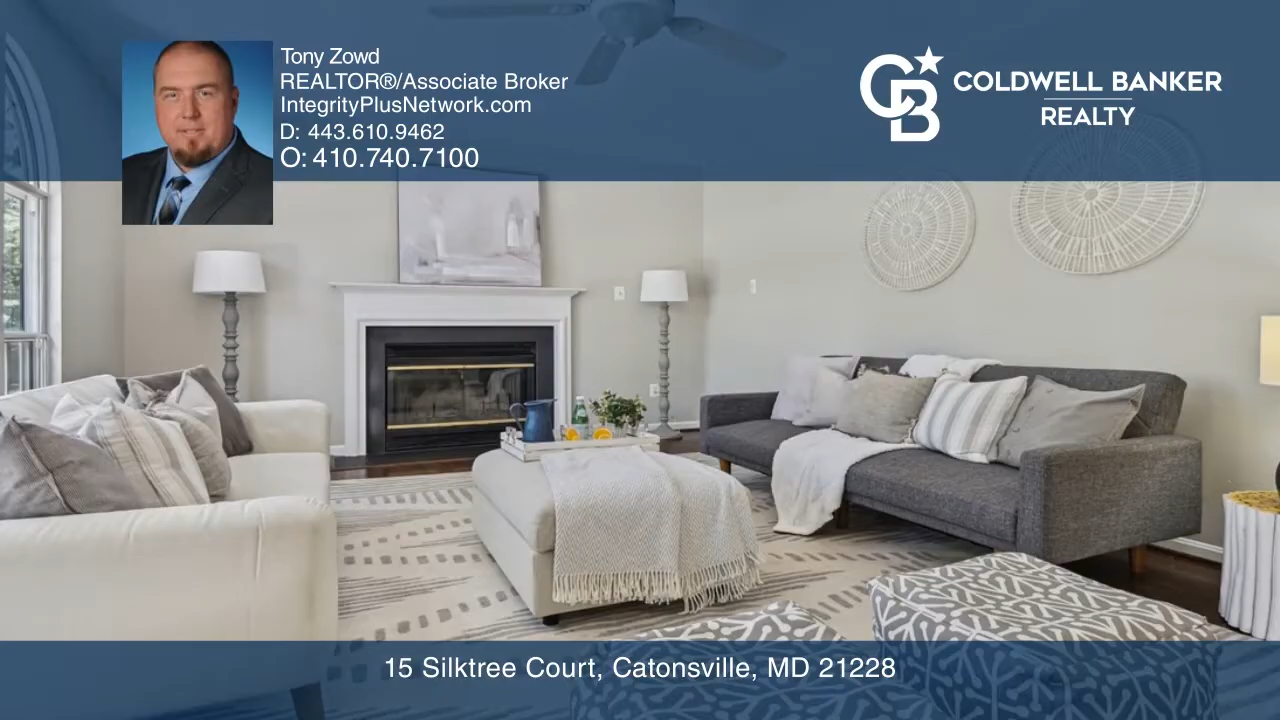 Tony Zowd
REALTOR®/Associate Broker
IntegrityPlusNetwork.com
D: 443.610.9462
O: 410.740.7100
CB
COLDWELL BANKER
REALTY
15 Silktree Court, Catonsville, MD 21228